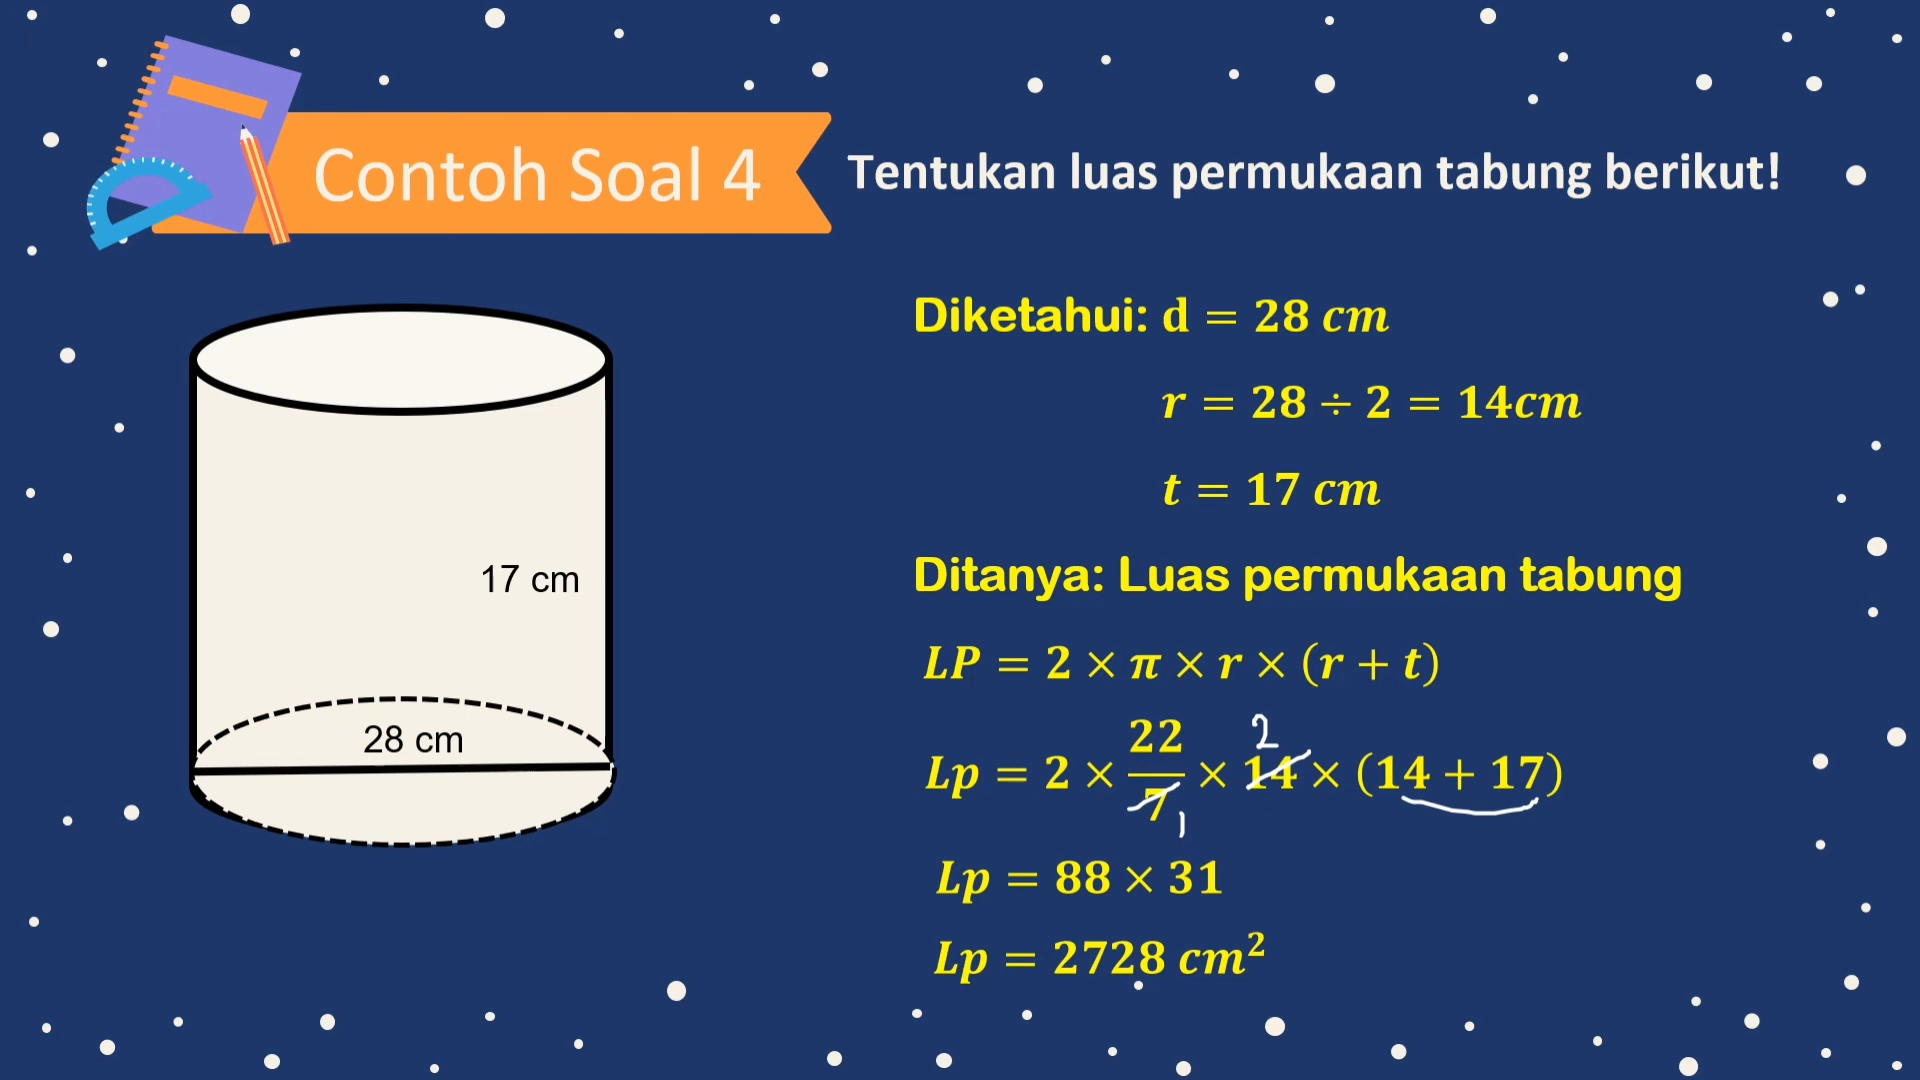 Contoh Soal 4
Tentukan luas permukaan tabung berikut!
17 cm
28 cm
Diketahui: d = 28 cm
r = 28 ÷ 2 = 14cm
t = 17 cm
Ditanya: Luas permukaan tabung
LP = 2 × π × r × (r + t)
2
Lp = 2 × 22/7 × 14 × (14 + 17)
1
Lp = 88 × 31
Lp = 2728 cm²